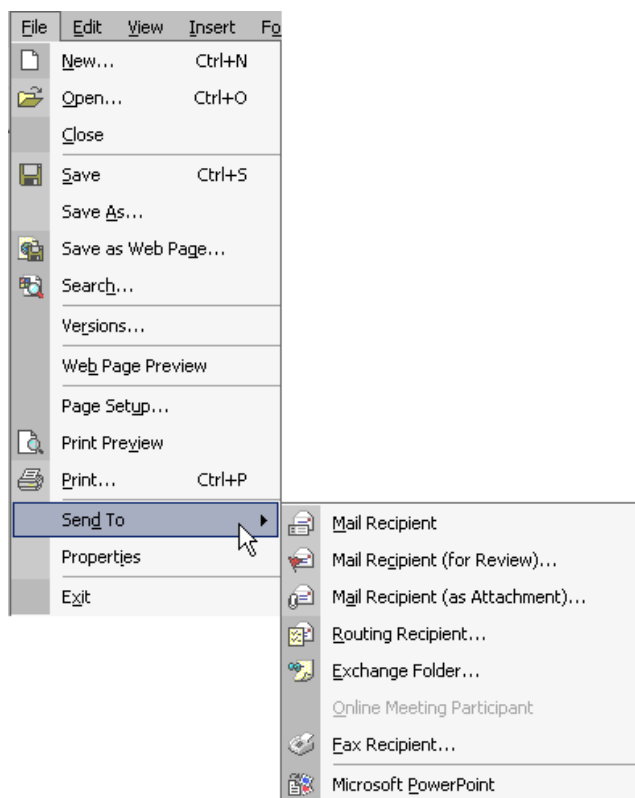 File Edit View Insert Fo
New... Ctrl+N
Open... Ctrl+O
Close
Save Ctrl+S
Save As...
Save as Web Page...
Search...
Versions...
Web Page Preview
Page Setup...
Print Preview
Print... Ctrl+P
Send To
Properties
Exit
Mail Recipient
Mail Recipient (for Review)...
Mail Recipient (as Attachment)...
Routing Recipient...
Exchange Folder...
Online Meeting Participant
Fax Recipient...
Microsoft PowerPoint